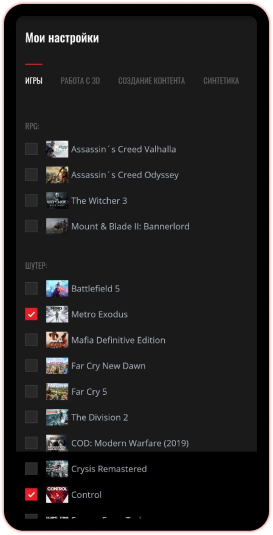 Мои настройки
ИГРЫ РАБОТА С 3D СОЗДАНИЕ КОНТЕНТА СИНТЕТИКА
RPG:
Assassin´s Creed Valhalla
Assassin´s Creed Odyssey
The Witcher 3
Mount & Blade II: Bannerlord
ШУТЕР:
Battlefield 5
Metro Exodus
Mafia Definitive Edition
Far Cry New Dawn
Far Cry 5
The Division 2
COD: Modern Warfare (2019)
Crysis Remastered
CONTROL Control